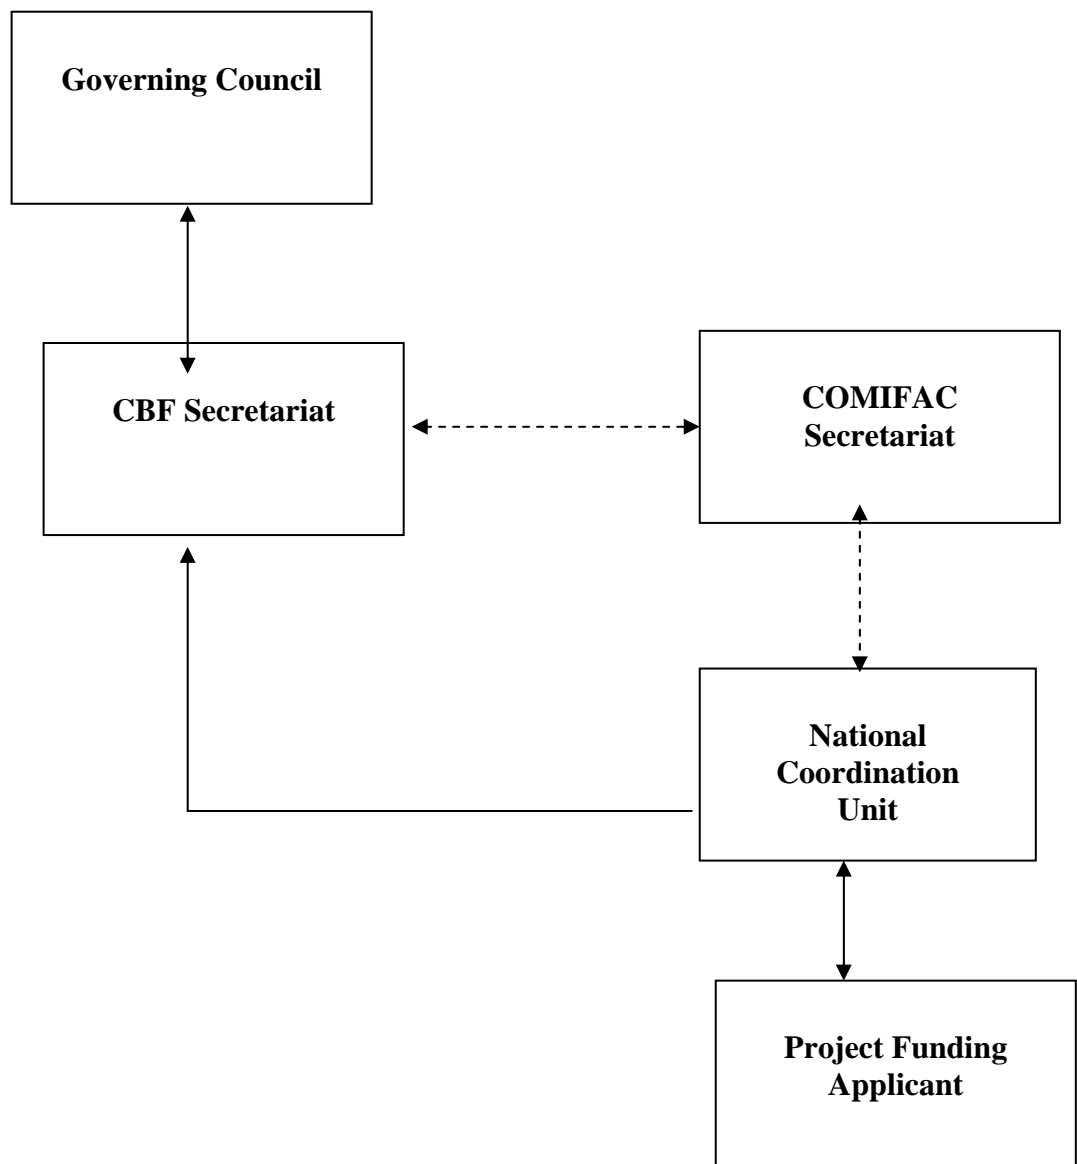 Governing Council
CBF Secretariat
COMIFAC
Secretariat
National
Coordination
Unit
Project Funding
Applicant